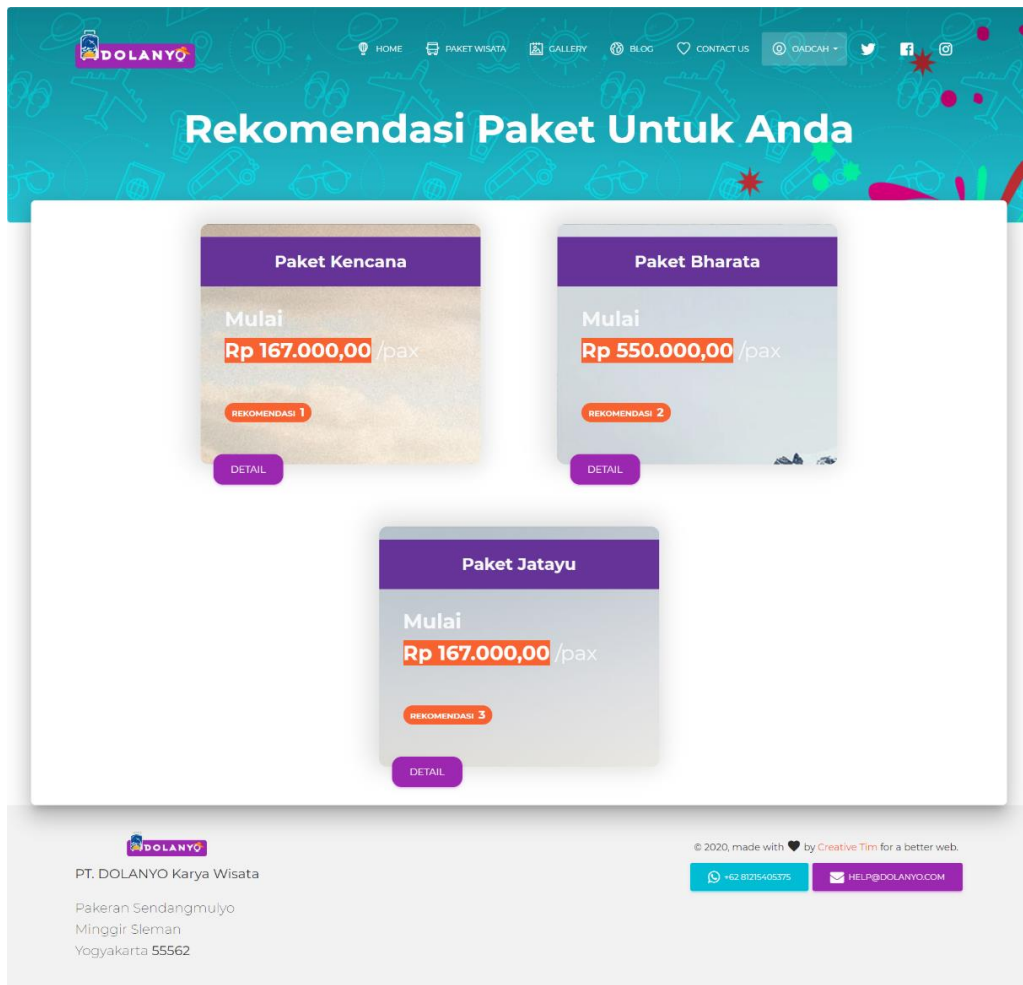 DOLANYO
HOME PAKET WISATA GALLERY BLOG CONTACT US OADCAH
Rekomendasi Paket Untuk Anda
Paket Kencana
Mulai
Rp 167.000,00 /pax
REKOMENDASI 1
DETAIL
Paket Bharata
Mulai
Rp 550.000,00 /pax
REKOMENDASI 2
DETAIL
Paket Jatayu
Mulai
Rp 167.000,00 /pax
REKOMENDASI 3
DETAIL
DOLANYO
PT. DOLANYO Karya Wisata
Pakeran Sendangmulyo
Minggir Sleman
Yogyakarta 55562
© 2020, made with by Creative Tim for a better web.
+62 81215405375 HELP@DOLANYO.COM